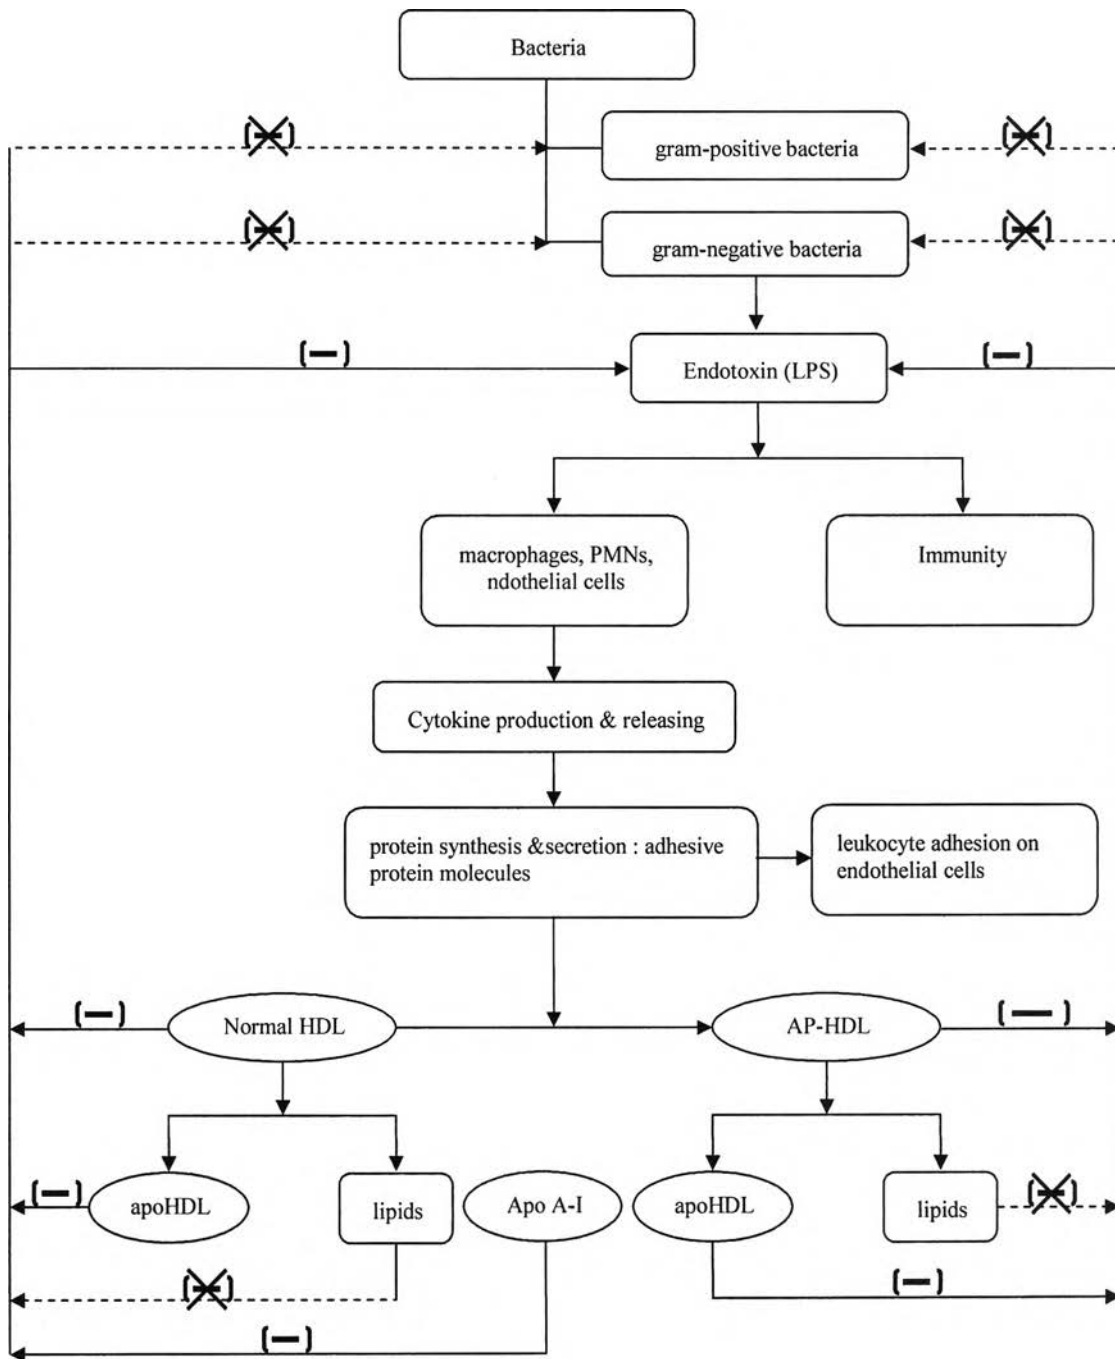 Bacteria
(—)
(—)
gram-positive bacteria
(—)
(—)
gram-negative bacteria
(—)
(—)
Endotoxin (LPS)
macrophages, PMNs,
ndothelial cells
Immunity
Cytokine production & releasing
protein synthesis &secretion : adhesive
protein molecules
leukocyte adhesion on
endothelial cells
(—)
Normal HDL
AP-HDL
(—)
(—)
apoHDL
lipids
Apo A-I
apoHDL
lipids
(—)
(—)
(—)
(—)